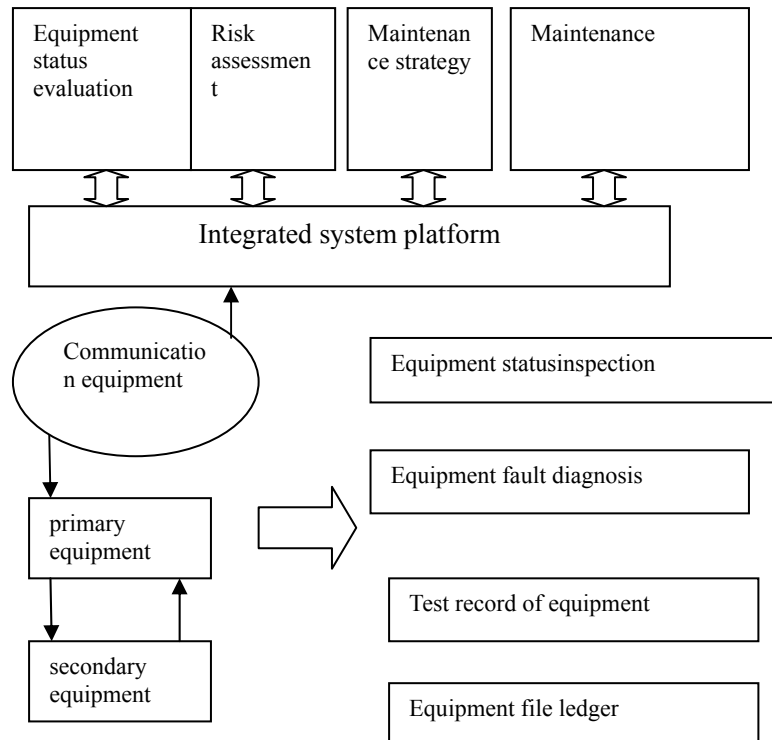 Equipment
status
evaluation
Risk
assessmen
t
Maintenan
ce strategy
Maintenance
Integrated system platform
Communicatio
n equipment
Equipment statusinspection
Equipment fault diagnosis
primary
equipment
Test record of equipment
secondary
equipment
Equipment file ledger